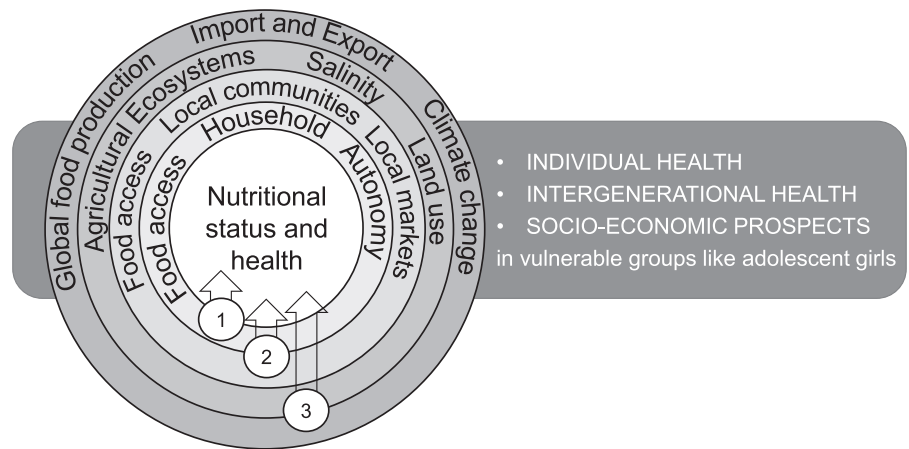 Import and Export
Global food production
Climate change
Agricultural Ecosystems
Salinity
Land use
Local communities
Food access
Local markets
Household
Food access
Autonomy
Nutritional
status and
health
1
2
3
• INDIVIDUAL HEALTH
• INTERGENERATIONAL HEALTH
• SOCIO-ECONOMIC PROSPECTS
in vulnerable groups like adolescent girls